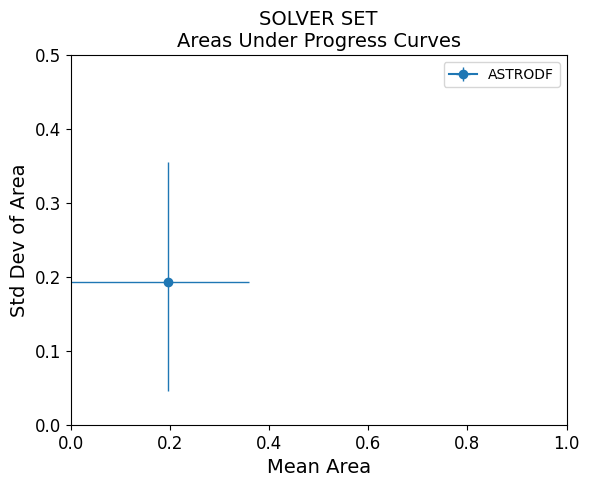 SOLVER SET
Areas Under Progress Curves
ASTRODF
0.5
0.4
0.3
0.2
0.1
0.0
Std Dev of Area
0.0 0.2 0.4 0.6 0.8 1.0
Mean Area